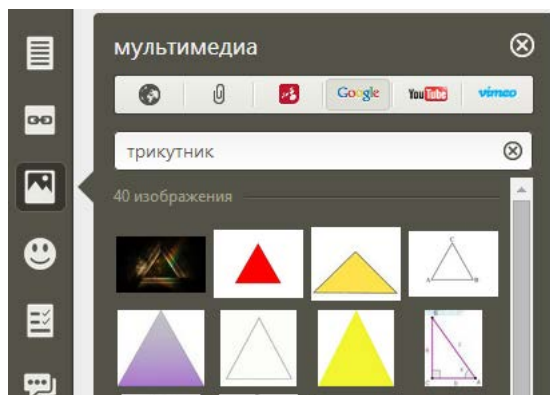 мультимедиа
Google YouTube vimeo
трикутник
40 изображения
C
A B